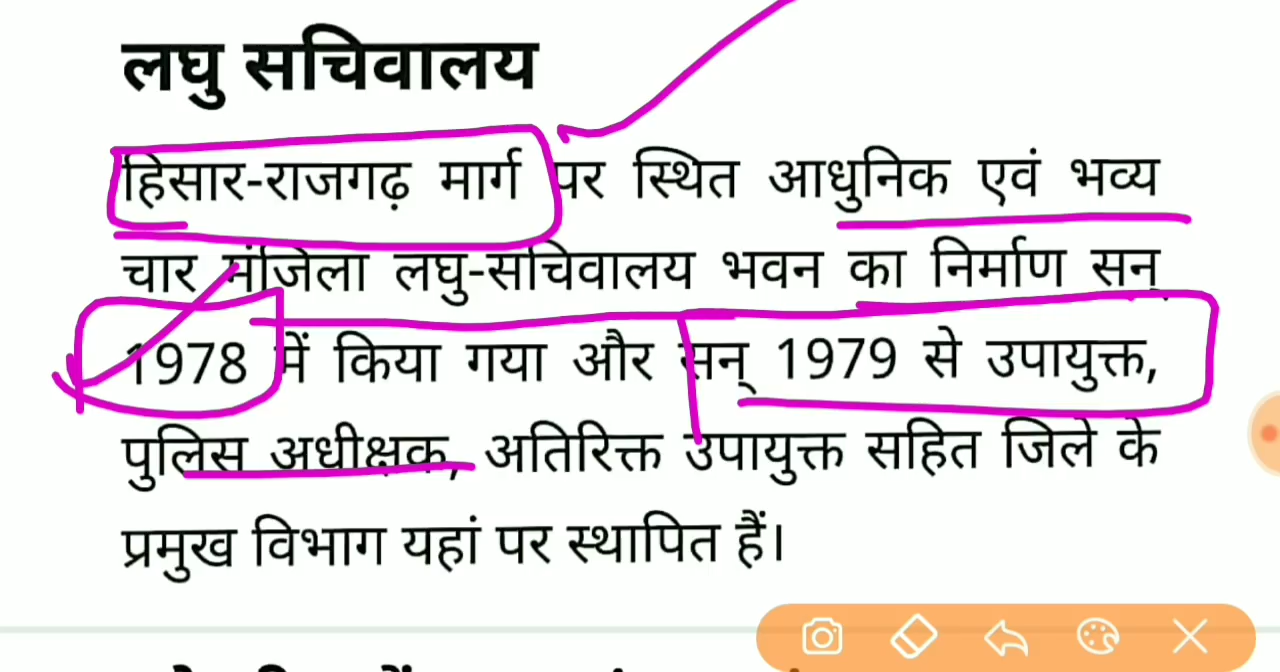 लघु सचिवालय
हिसार-राजगढ़ मार्ग पर स्थित आधुनिक एवं भव्य
चार मंजिला लघु-सचिवालय भवन का निर्माण सन्
1978 में किया गया और सन् 1979 से उपायुक्त,
पुलिस अधीक्षक, अतिरिक्त उपायुक्त सहित जिले के
प्रमुख विभाग यहां पर स्थापित हैं।